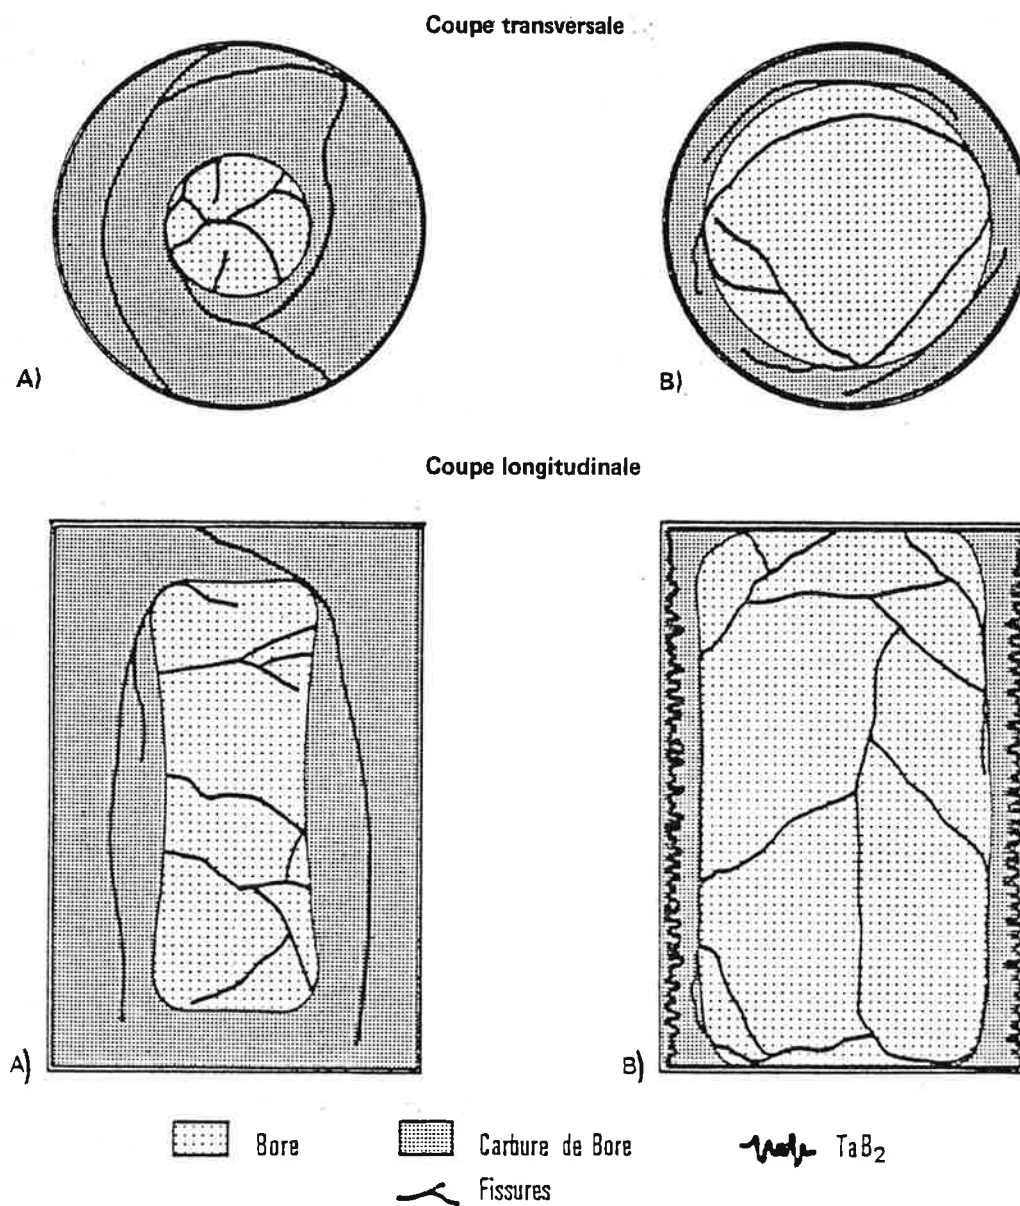 Coupe transversale
A)
B)
Coupe longitudinale
A)
B)
Bore
Carbure de Bore
TaB₂
Fissures